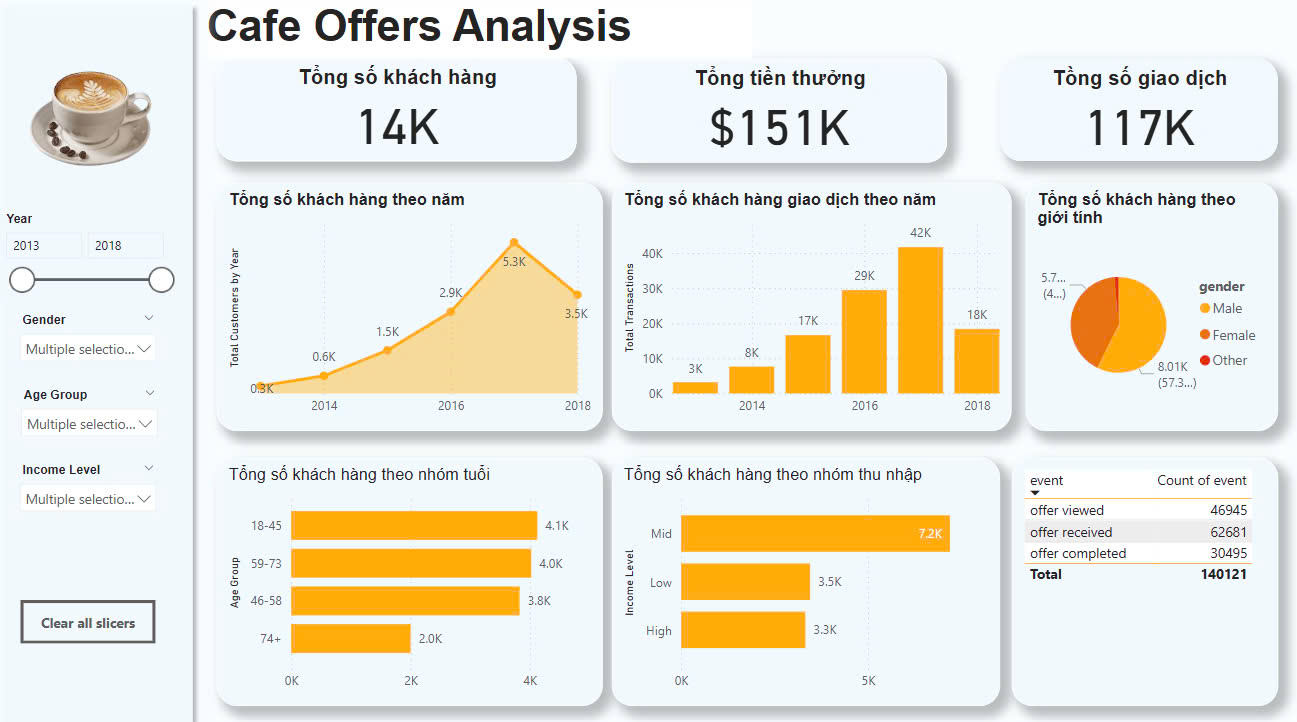 Cafe Offers Analysis
Tổng số khách hàng
14K
Tổng tiền thưởng
$151K
Tồng số giao dịch
117K
Year
2013
2018
Gender
Multiple selectio...
Age Group
Multiple selectio...
Income Level
Multiple selectio...
Clear all slicers
Tổng số khách hàng theo năm
Total Customers by Year
0.3K
0.6K
1.5K
2.9K
5.3K
3.5K
2014
2016
2018
Tổng số khách hàng giao dịch theo năm
Total Transactions
40K
30K
20K
10K
0K
3K
8K
17K
29K
42K
18K
2014
2016
2018
Tổng số khách hàng theo
giới tính
5.7...
(4...)
8.01K
(57.3...)
gender
Male
Female
Other
Tổng số khách hàng theo nhóm tuổi
Age Group
18-45
4.1K
59-73
4.0K
46-58
3.8K
74+
2.0K
0K
2K
4K
Tổng số khách hàng theo nhóm thu nhập
Income Level
Mid
7.2K
Low
3.5K
High
3.3K
0K
5K
event Count of event
offer viewed 46945
offer received 62681
offer completed 30495
Total 140121